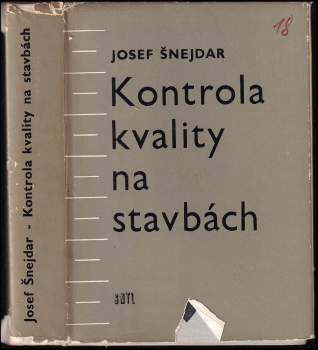 Josef Šnejdar - Kontrola kvality na stavbách
18
JOSEF ŠNEJDAR
Kontrola
kvality
na
stavbách
SNTL